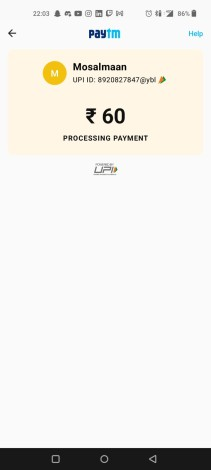 22:03
86%
paytm
Help
M
Mosalmaan
UPI ID: 8920827847@ybl
₹ 60
PROCESSING PAYMENT
POWERED BY
UPI